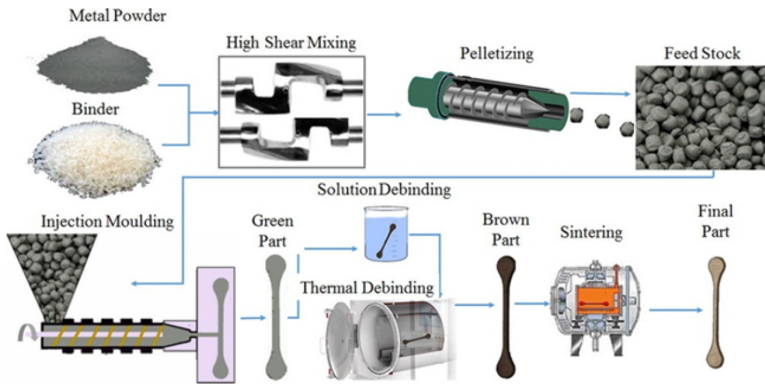 Metal Powder
Binder
High Shear Mixing
Pelletizing
Feed Stock
Injection Moulding
Green
Part
Solution Debinding
Thermal Debinding
Brown
Part
Sintering
Final
Part